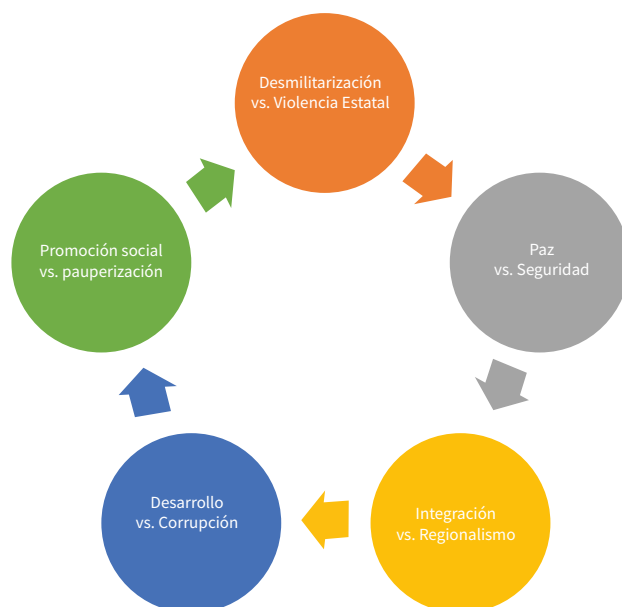 Desmilitarización
vs. Violencia Estatal
Paz
vs. Seguridad
Integración
vs. Regionalismo
Desarrollo
vs. Corrupción
Promoción social
vs. pauperización